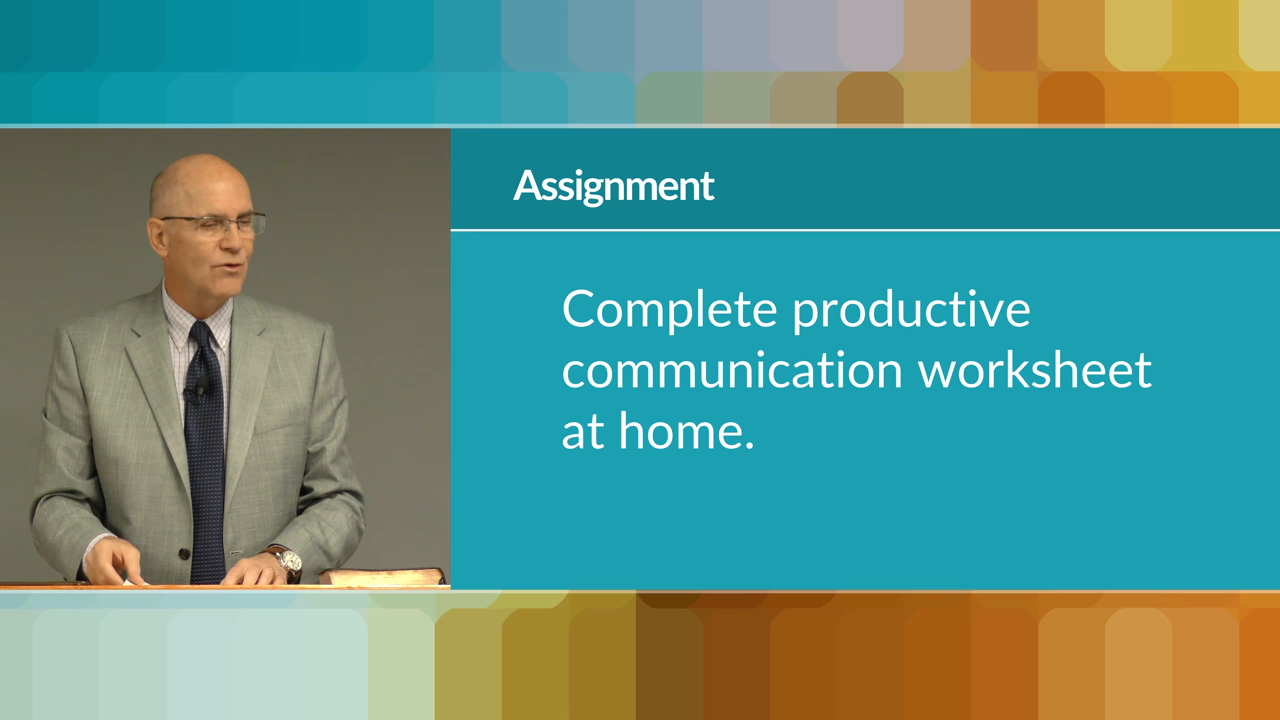 Assignment
Complete productive
communication worksheet
at home.